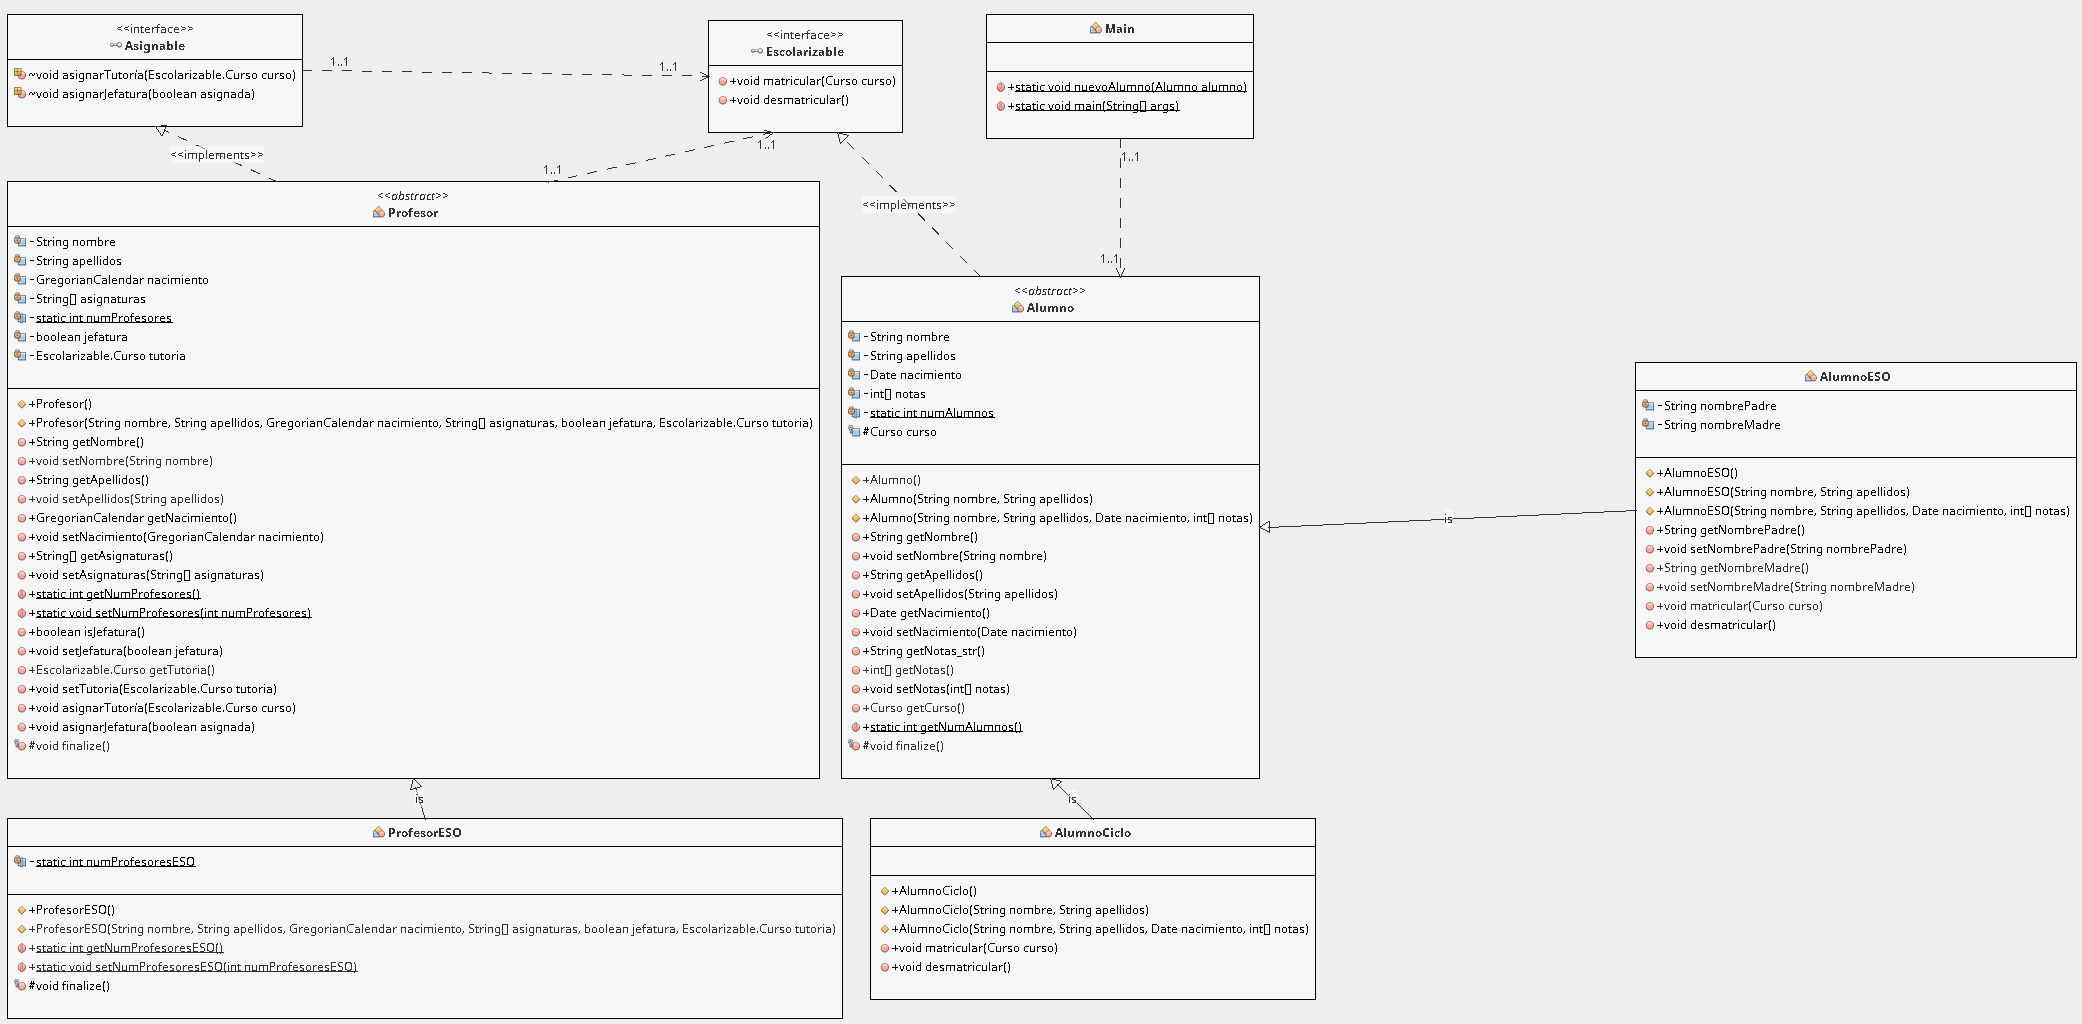 <<interface>>
Asignable
~void asignarTutoría(Escolarizable.Curso curso)
~void asignarJefatura(boolean asignada)
1..1
1..1
<<interface>>
Escolarizable
+void matricular(Curso curso)
+void desmatricular()
Main
+static void nuevoAlumno(Alumno alumno)
+static void main(String[] args)
<<implements>>
1..1
1..1
<<implements>>
1..1
1..1
<<abstract>>
Profesor
-String nombre
-String apellidos
-GregorianCalendar nacimiento
-String[] asignaturas
-static int numProfesores
-boolean jefatura
-Escolarizable.Curso tutoria
+Profesor()
+Profesor(String nombre, String apellidos, GregorianCalendar nacimiento, String[] asignaturas, boolean jefatura, Escolarizable.Curso tutoria)
+String getNombre()
+void setNombre(String nombre)
+String getApellidos()
+void setApellidos(String apellidos)
+GregorianCalendar getNacimiento()
+void setNacimiento(GregorianCalendar nacimiento)
+String[] getAsignaturas()
+void setAsignaturas(String[] asignaturas)
+static int getNumProfesores()
+static void setNumProfesores(int numProfesores)
+boolean isJefatura()
+void setJefatura(boolean jefatura)
+Escolarizable.Curso getTutoria()
+void setTutoria(Escolarizable.Curso tutoria)
+void asignarTutoría(Escolarizable.Curso curso)
+void asignarJefatura(boolean asignada)
#void finalize()
<<abstract>>
Alumno
-String nombre
-String apellidos
-Date nacimiento
-int[] notas
-static int numAlumnos
#Curso curso
+Alumno()
+Alumno(String nombre, String apellidos)
+Alumno(String nombre, String apellidos, Date nacimiento, int[] notas)
+String getNombre()
+void setNombre(String nombre)
+String getApellidos()
+void setApellidos(String apellidos)
+Date getNacimiento()
+void setNacimiento(Date nacimiento)
+String getNotas_str()
+int[] getNotas()
+void setNotas(int[] notas)
+Curso getCurso()
+static int getNumAlumnos()
#void finalize()
is
AlumnoESO
-String nombrePadre
-String nombreMadre
+AlumnoESO()
+AlumnoESO(String nombre, String apellidos)
+AlumnoESO(String nombre, String apellidos, Date nacimiento, int[] notas)
+String getNombrePadre()
+void setNombrePadre(String nombrePadre)
+String getNombreMadre()
+void setNombreMadre(String nombreMadre)
+void matricular(Curso curso)
+void desmatricular()
is
is
ProfesorESO
-static int numProfesoresESO
+ProfesorESO()
+ProfesorESO(String nombre, String apellidos, GregorianCalendar nacimiento, String[] asignaturas, boolean jefatura, Escolarizable.Curso tutoria)
+static int getNumProfesoresESO()
+static void setNumProfesoresESO(int numProfesoresESO)
#void finalize()
AlumnoCiclo
+AlumnoCiclo()
+AlumnoCiclo(String nombre, String apellidos)
+AlumnoCiclo(String nombre, String apellidos, Date nacimiento, int[] notas)
+void matricular(Curso curso)
+void desmatricular()